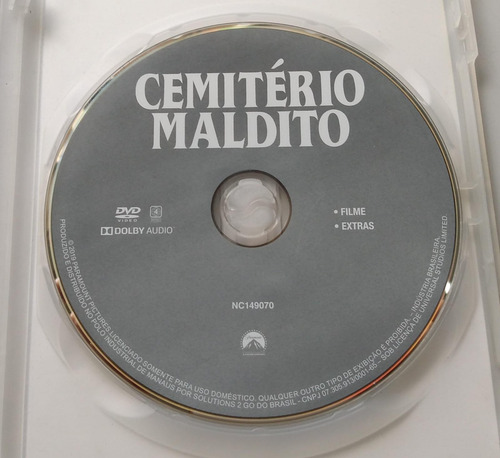 CEMITÉRIO
MALDITO
DVD
VIDEO
DOLBY AUDIO™
• FILME
• EXTRAS
NC149070
© 2019 PARAMOUNT PICTURES. LICENCIADO SOMENTE PARA USO DOMÉSTICO. QUALQUER OUTRO TIPO DE EXIBIÇÃO É PROIBIDA. – INDÚSTRIA BRASILEIRA.
PRODUZIDO E DISTRIBUÍDO NO POLO INDUSTRIAL DE MANAUS POR SOLUTIONS 2 GO DO BRASIL - CNPJ 07.305.913/0001-65 – SOB LICENÇA DE UNIVERSAL STUDIOS LIMITED